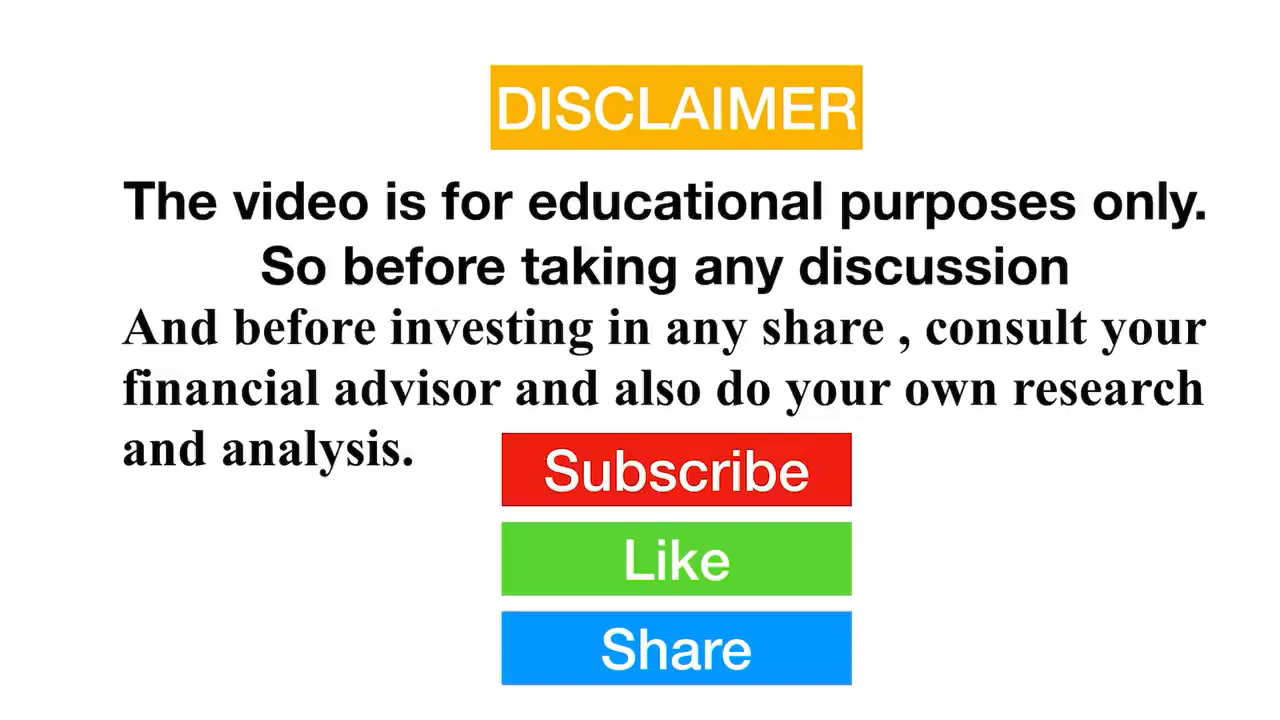 DISCLAIMER
The video is for educational purposes only.
So before taking any discussion
And before investing in any share , consult your
financial advisor and also do your own research
and analysis.
Subscribe
Like
Share